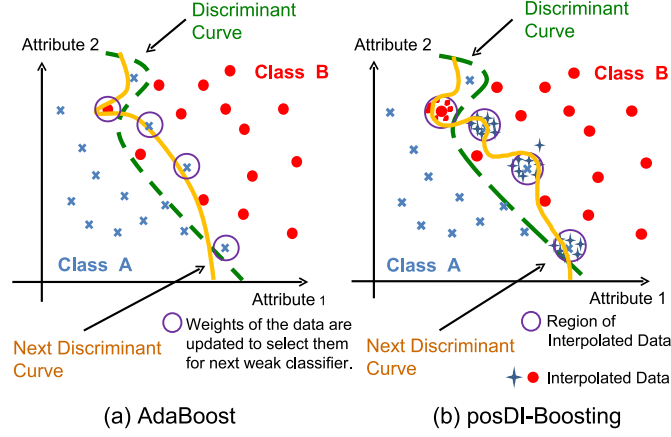 Discriminant
Curve
Attribute 2
Class B
Class A
Attribute 1
Next Discriminant
Curve
Weights of the data are
updated to select them
for next weak classifier.
(a) AdaBoost
Discriminant
Curve
Attribute 2
Class B
Class A
Attribute 1
Next Discriminant
Curve
Region of
Interpolated Data
Interpolated Data
(b) posDI-Boosting